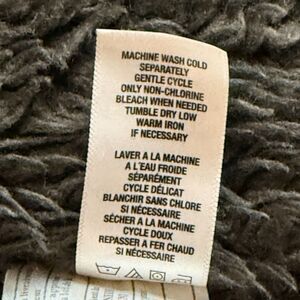 MACHINE WASH COLD
SEPARATELY
GENTLE CYCLE
ONLY NON-CHLORINE
BLEACH WHEN NEEDED
TUMBLE DRY LOW
WARM IRON
IF NECESSARY
LAVER A LA MACHINE
A L'EAU FROIDE
SÉPARÉMENT
CYCLE DÉLICAT
BLANCHIR SANS CHLORE
SI NÉCESSAIRE
SÉCHER A LA MACHINE
CYCLE DOUX
REPASSER A FER CHAUD
SI NÉCESSAIRE